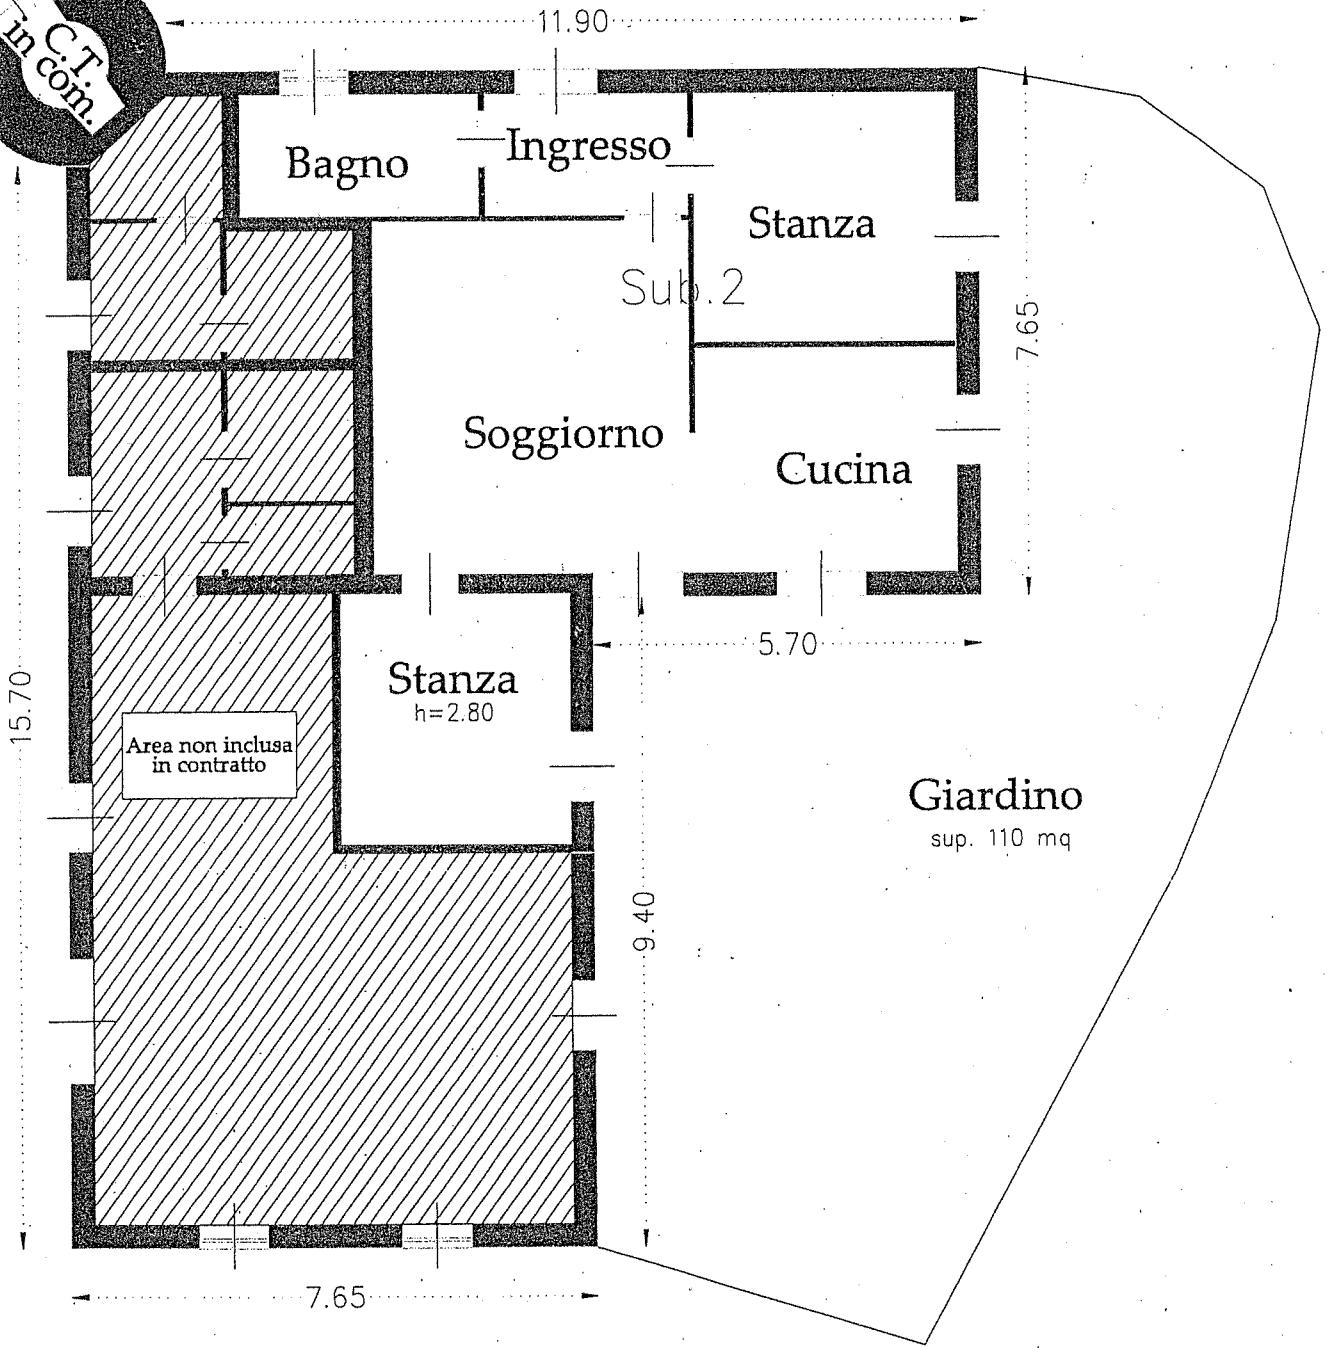 11.90
C.T.
in com.
Bagno
Ingresso
Stanza
Sub.2
7.65
Soggiorno
Cucina
5.70
Stanza
h=2.80
15.70
Area non inclusa
in contratto
Giardino
sup. 110 mq
9.40
7.65